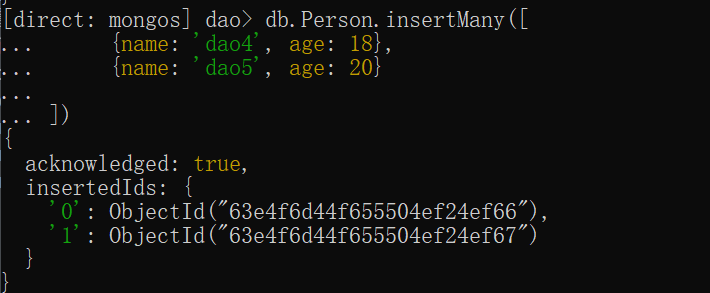 [direct: mongos] dao> db.Person.insertMany([
...     {name: 'dao4', age: 18},
...     {name: 'dao5', age: 20}
...
... ])
{
  acknowledged: true,
  insertedIds: {
    '0': ObjectId("63e4f6d44f655504ef24ef66"),
    '1': ObjectId("63e4f6d44f655504ef24ef67")
  }
}